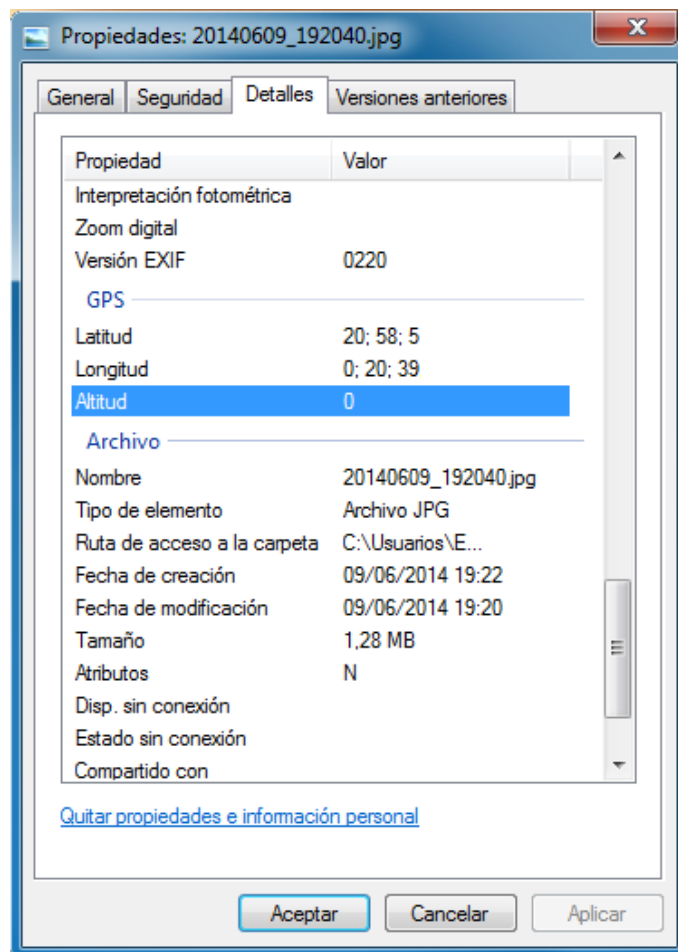 Propiedades: 20140609_192040.jpg
General Seguridad Detalles Versiones anteriores
Propiedad Valor
Interpretación fotométrica
Zoom digital
Versión EXIF 0220
GPS
Latitud 20; 58; 5
Longitud 0; 20; 39
Altitud 0
Archivo
Nombre 20140609_192040.jpg
Tipo de elemento Archivo JPG
Ruta de acceso a la carpeta C:\Usuarios\E...
Fecha de creación 09/06/2014 19:22
Fecha de modificación 09/06/2014 19:20
Tamaño 1,28 MB
Atributos N
Disp. sin conexión
Estado sin conexión
Compartido con
Quitar propiedades e información personal
Aceptar Cancelar Aplicar